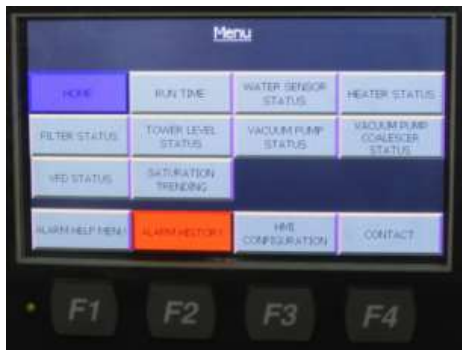 Menu
HOME
RUN TIME
WATER SENSOR
STATUS
HEATER STATUS
FILTER STATUS
TOWER LEVEL
STATUS
VACUUM PUMP
STATUS
VACUUM PUMP
COALESCER
STATUS
VFD STATUS
SATURATION
TRENDING
ALARM HELP MENU
ALARM HISTORY
HMI
CONFIGURATION
CONTACT
F1
F2
F3
F4